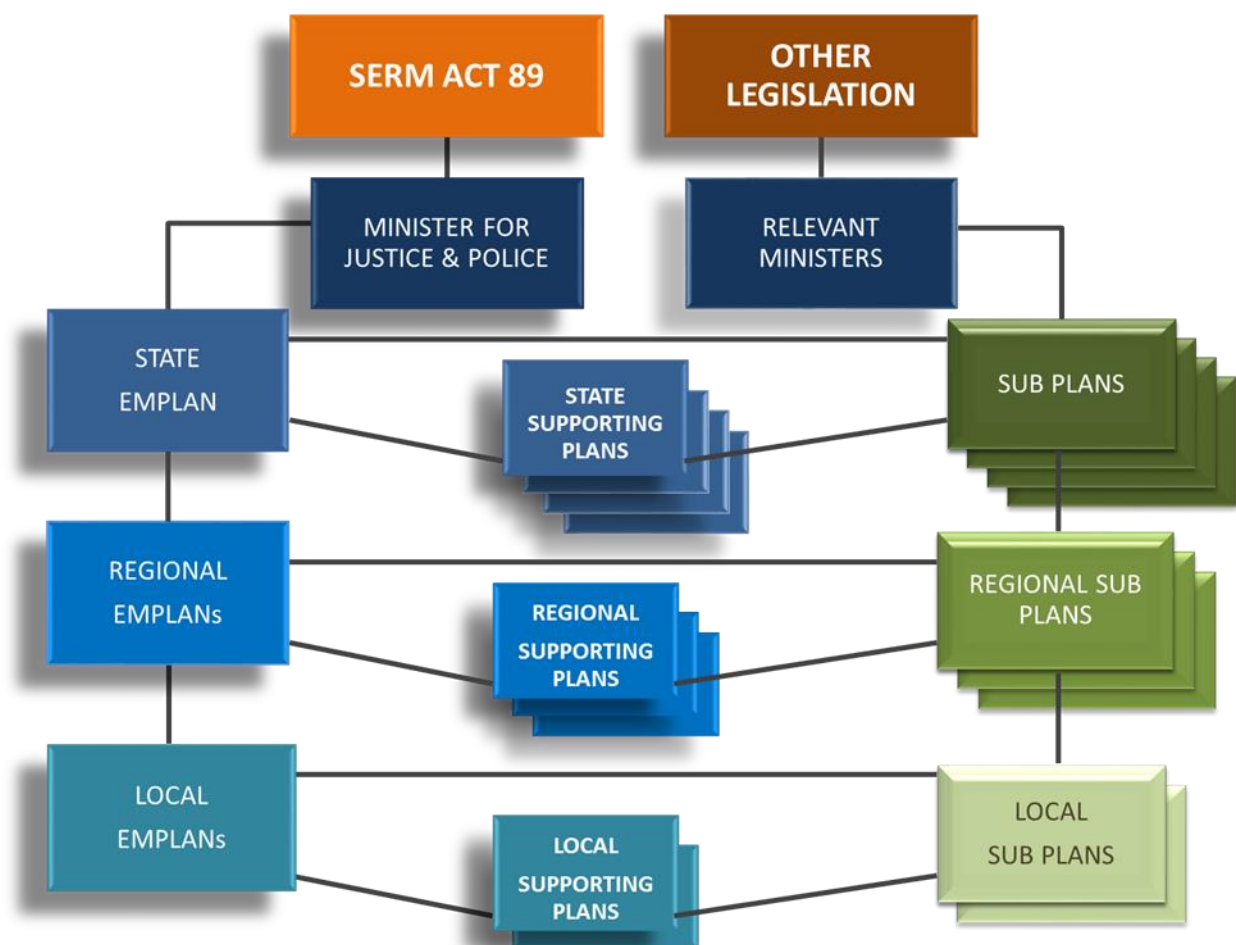 SERM ACT 89
OTHER
LEGISLATION
MINISTER FOR
JUSTICE & POLICE
RELEVANT
MINISTERS
STATE
EMPLAN
STATE
SUPPORTING
PLANS
SUB PLANS
REGIONAL
EMPLANs
REGIONAL
SUPPORTING
PLANS
REGIONAL SUB
PLANS
LOCAL
EMPLANs
LOCAL
SUPPORTING
PLANS
LOCAL
SUB PLANS